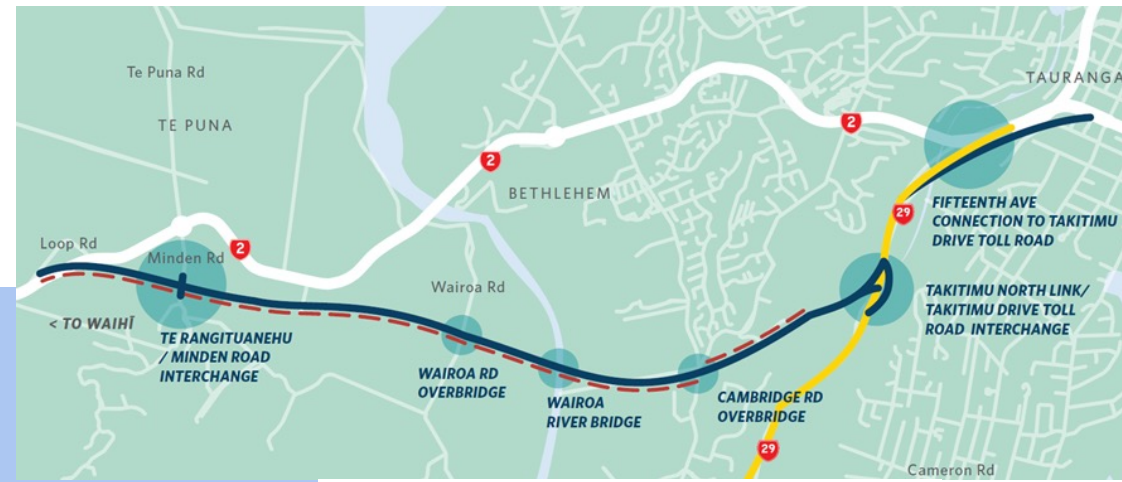 Te Puna Rd
TE PUNA
TAURANGA
2
2
BETHLEHEM
29
FIFTEENTH AVE
CONNECTION TO TAKITIMU
DRIVE TOLL ROAD
Loop Rd
2
Minden Rd
Wairoa Rd
< TO WAIHĪ
TE RANGITUANEHU
/ MINDEN ROAD
INTERCHANGE
TAKITIMU NORTH LINK/
TAKITIMU DRIVE TOLL
ROAD INTERCHANGE
WAIROA RD
OVERBRIDGE
WAIROA
RIVER BRIDGE
CAMBRIDGE RD
OVERBRIDGE
29
Cameron Rd